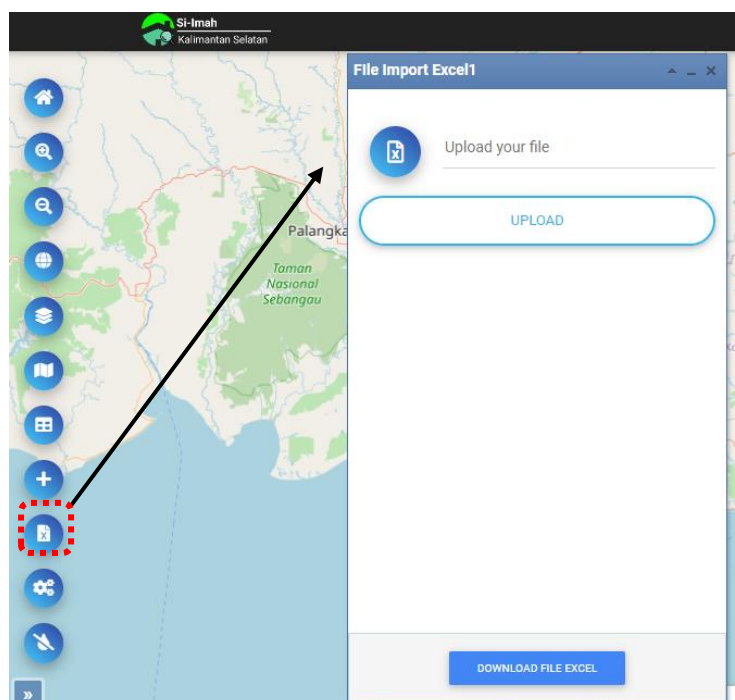 Si-Imah
Kalimantan Selatan
File Import Excel1
Upload your file
UPLOAD
Palangka
Taman
Nasional
Sebangau
DOWNLOAD FILE EXCEL
»